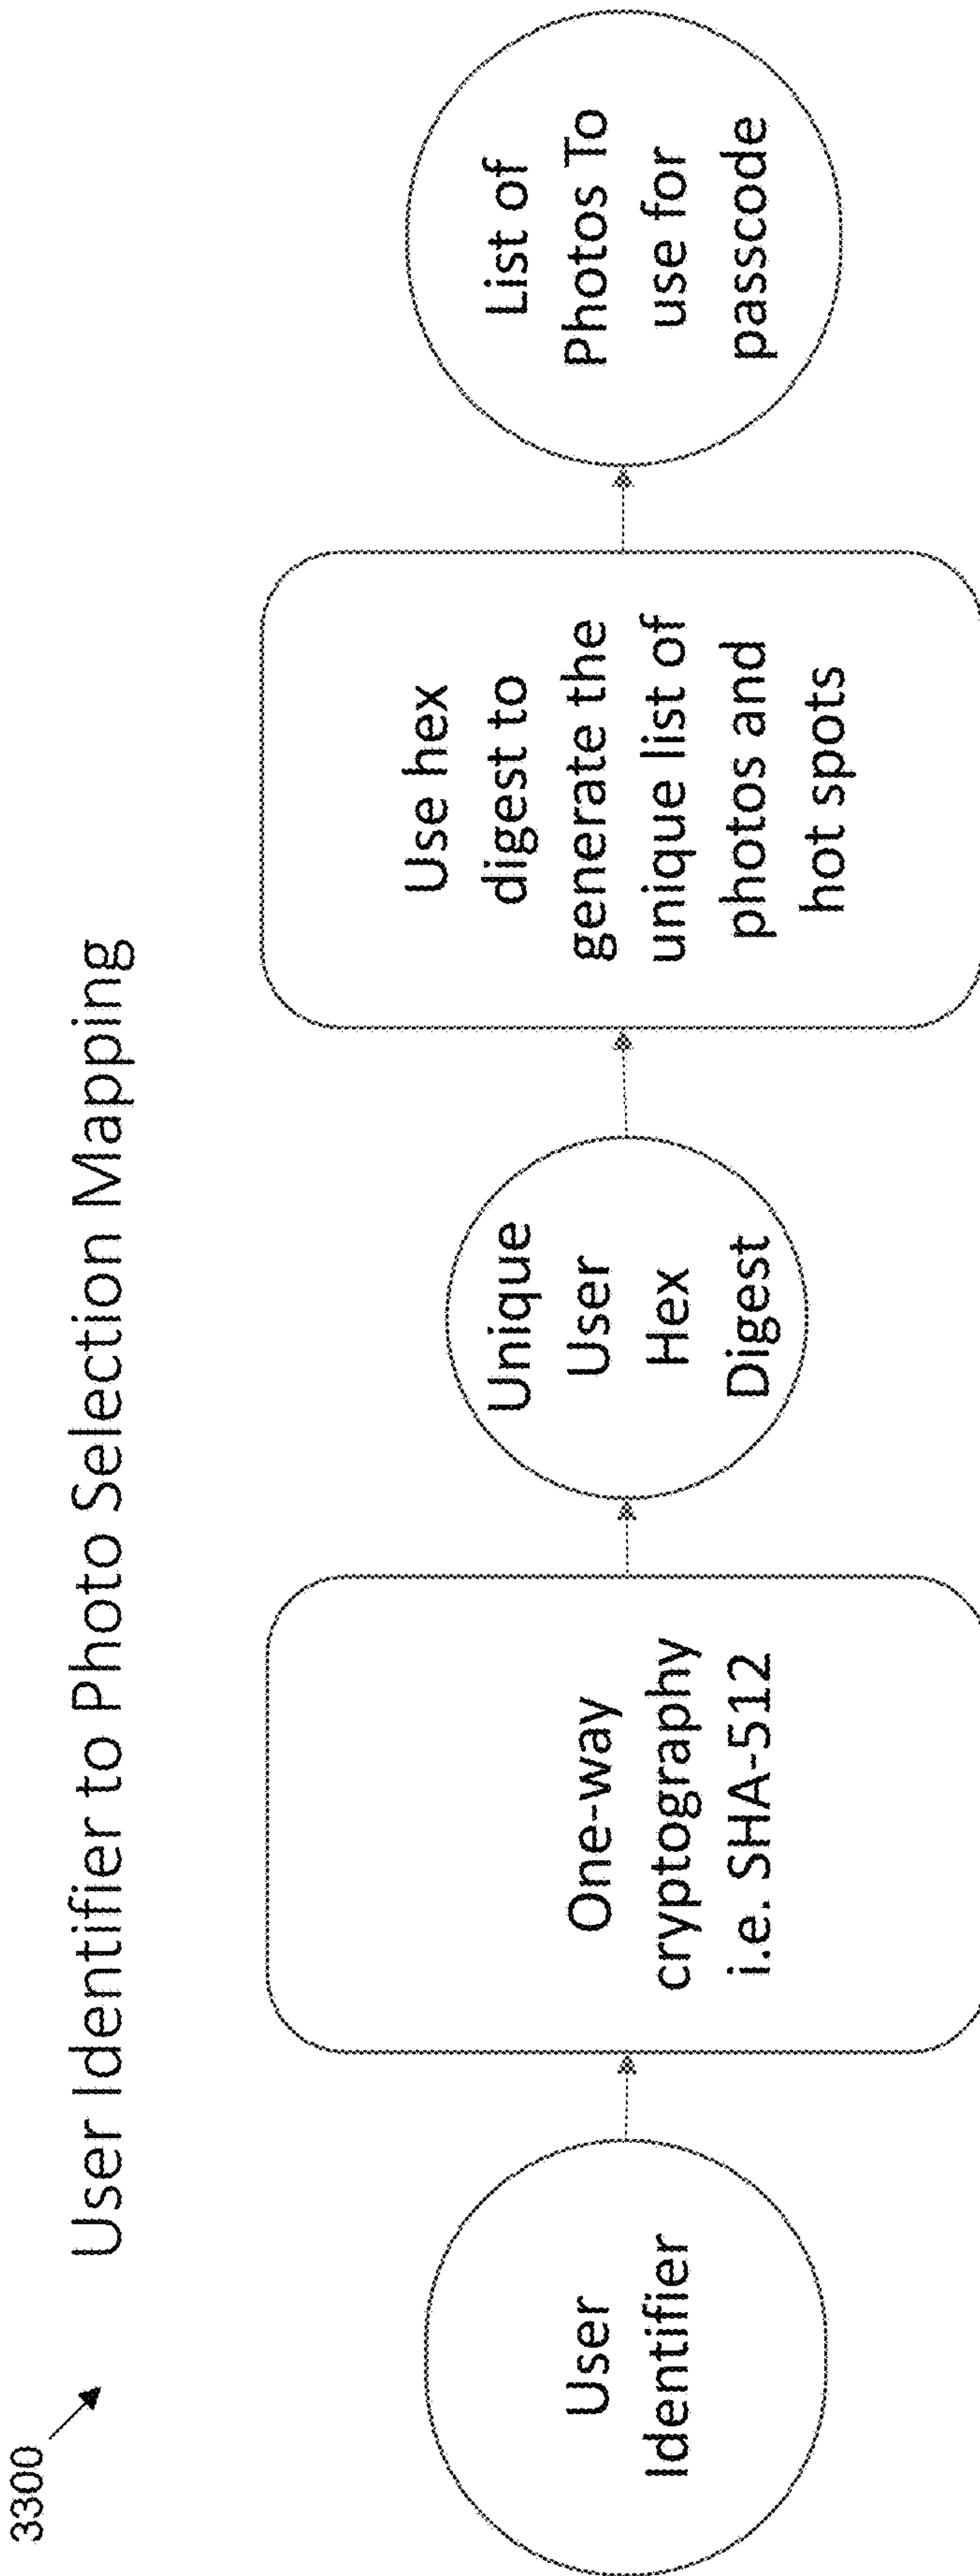 3300
User Identifier to Photo Selection Mapping
User
Identifier
One-way
cryptography
i.e. SHA-512
Unique
User
Hex
Digest
Use hex
digest to
generate the
unique list of
photos and
hot spots
List of
Photos To
use for
passcode